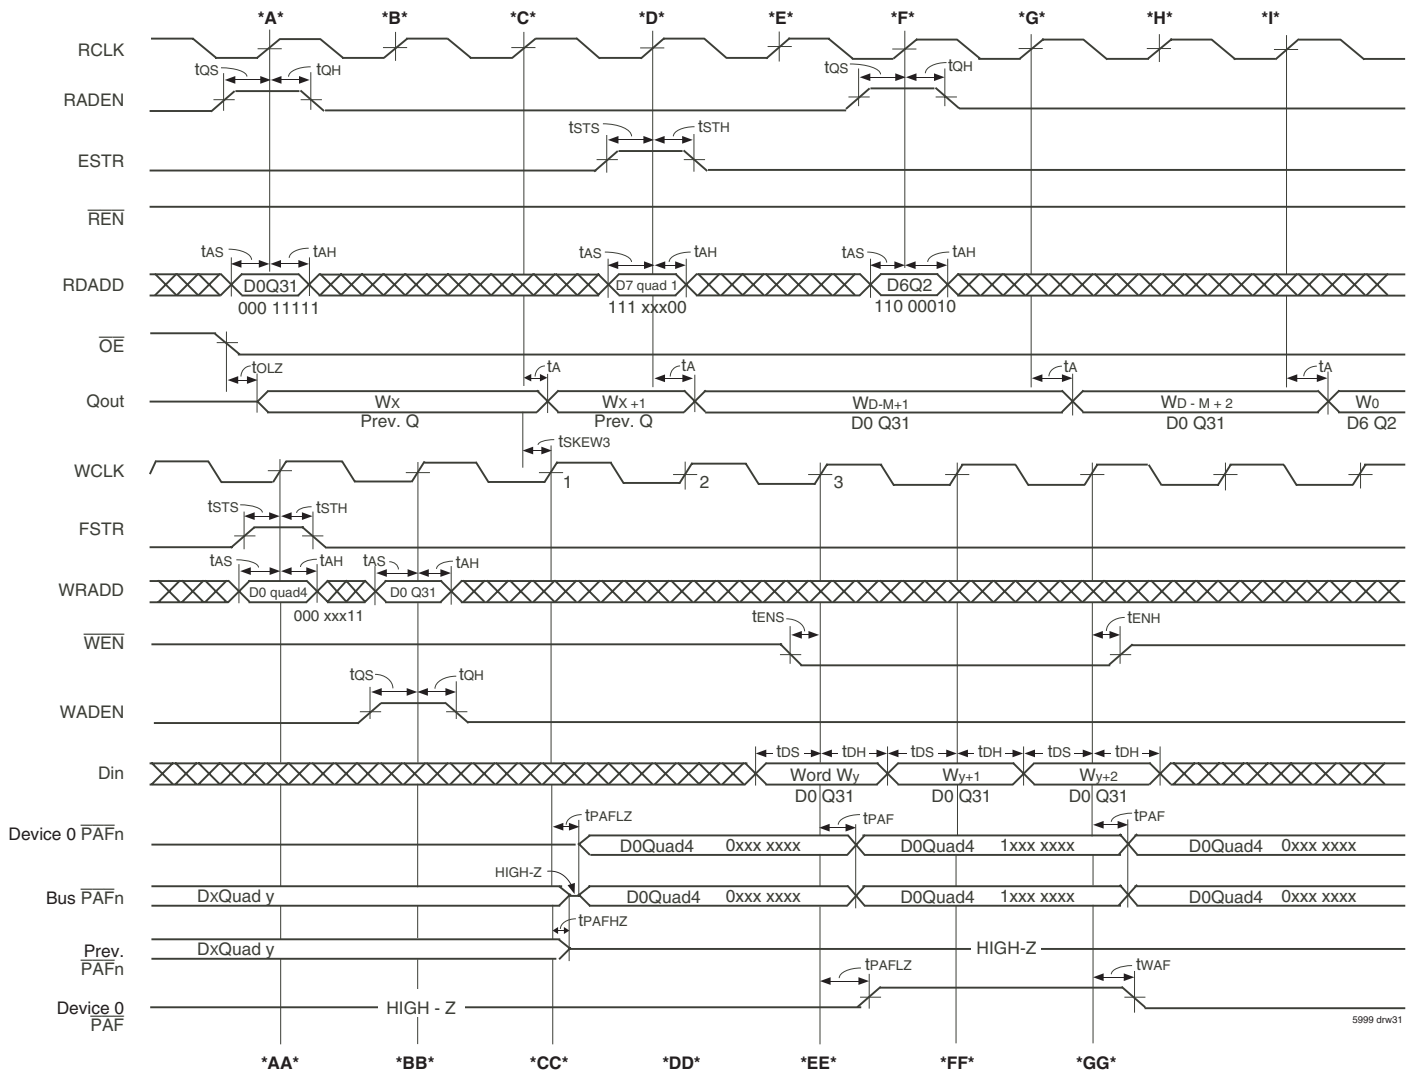 *A* *B* *C* *D* *E* *F* *G* *H* *I*
RCLK
tQS tQH tQS tQH
RADEN
tSTS tSTH
ESTR
REN
tAS tAH tAS tAH tAS tAH
RDADD D0Q31 D7 quad 1 D6Q2
000 11111 111 xxx00 110 00010
OE
tOLZ tA tA tA tA
Qout WX WX +1 WD-M+1 WD - M + 2 W0
Prev. Q Prev. Q D0 Q31 D0 Q31 D6 Q2
tSKEW3
WCLK 1 2 3
tSTS tSTH
FSTR
tAS tAH tAS tAH
WRADD D0 quad4 D0 Q31
000 xxx11
tENS tENH
WEN
tQS tQH
WADEN
tDS tDH tDS tDH tDS tDH
Din Word Wy Wy+1 Wy+2
D0 Q31 D0 Q31 D0 Q31
tPAFLZ tPAF tPAF
Device 0 PAFn D0Quad4 0xxx xxxx D0Quad4 1xxx xxxx D0Quad4 0xxx xxxx
HIGH-Z
Bus PAFn DxQuad y D0Quad4 0xxx xxxx D0Quad4 1xxx xxxx D0Quad4 0xxx xxxx
tPAFHZ
Prev. DxQuad y HIGH-Z
PAFn
tPAFLZ tWAF
Device 0 HIGH - Z
PAF
5999 drw31
*AA* *BB* *CC* *DD* *EE* *FF* *GG*